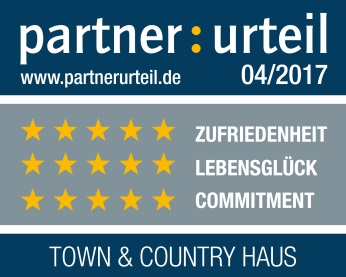 partner:urteil
www.partnerurteil.de 04/2017
ZUFRIEDENHEIT
LEBENSGLÜCK
COMMITMENT
TOWN & COUNTRY HAUS